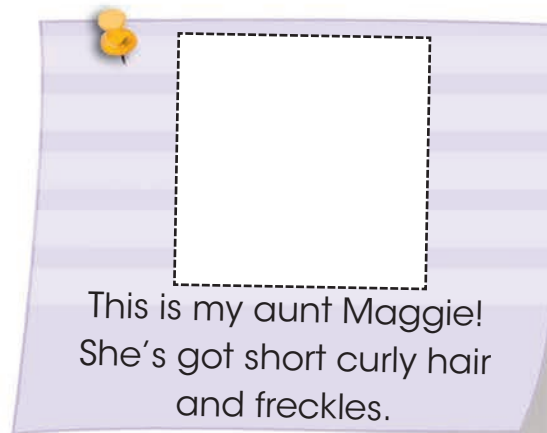 This is my aunt Maggie!
She’s got short curly hair
and freckles.